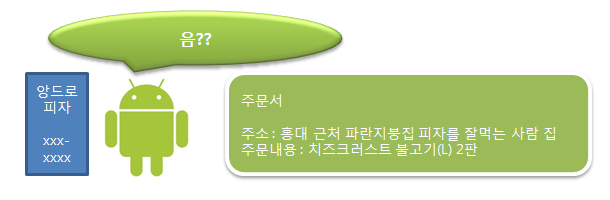 음??
앙드로
피자
xxx-
xxxx
주문서
주소 : 홍대 근처 파란지붕집 피자를 잘먹는 사람 집
주문내용 : 치즈크러스트 불고기(L) 2판